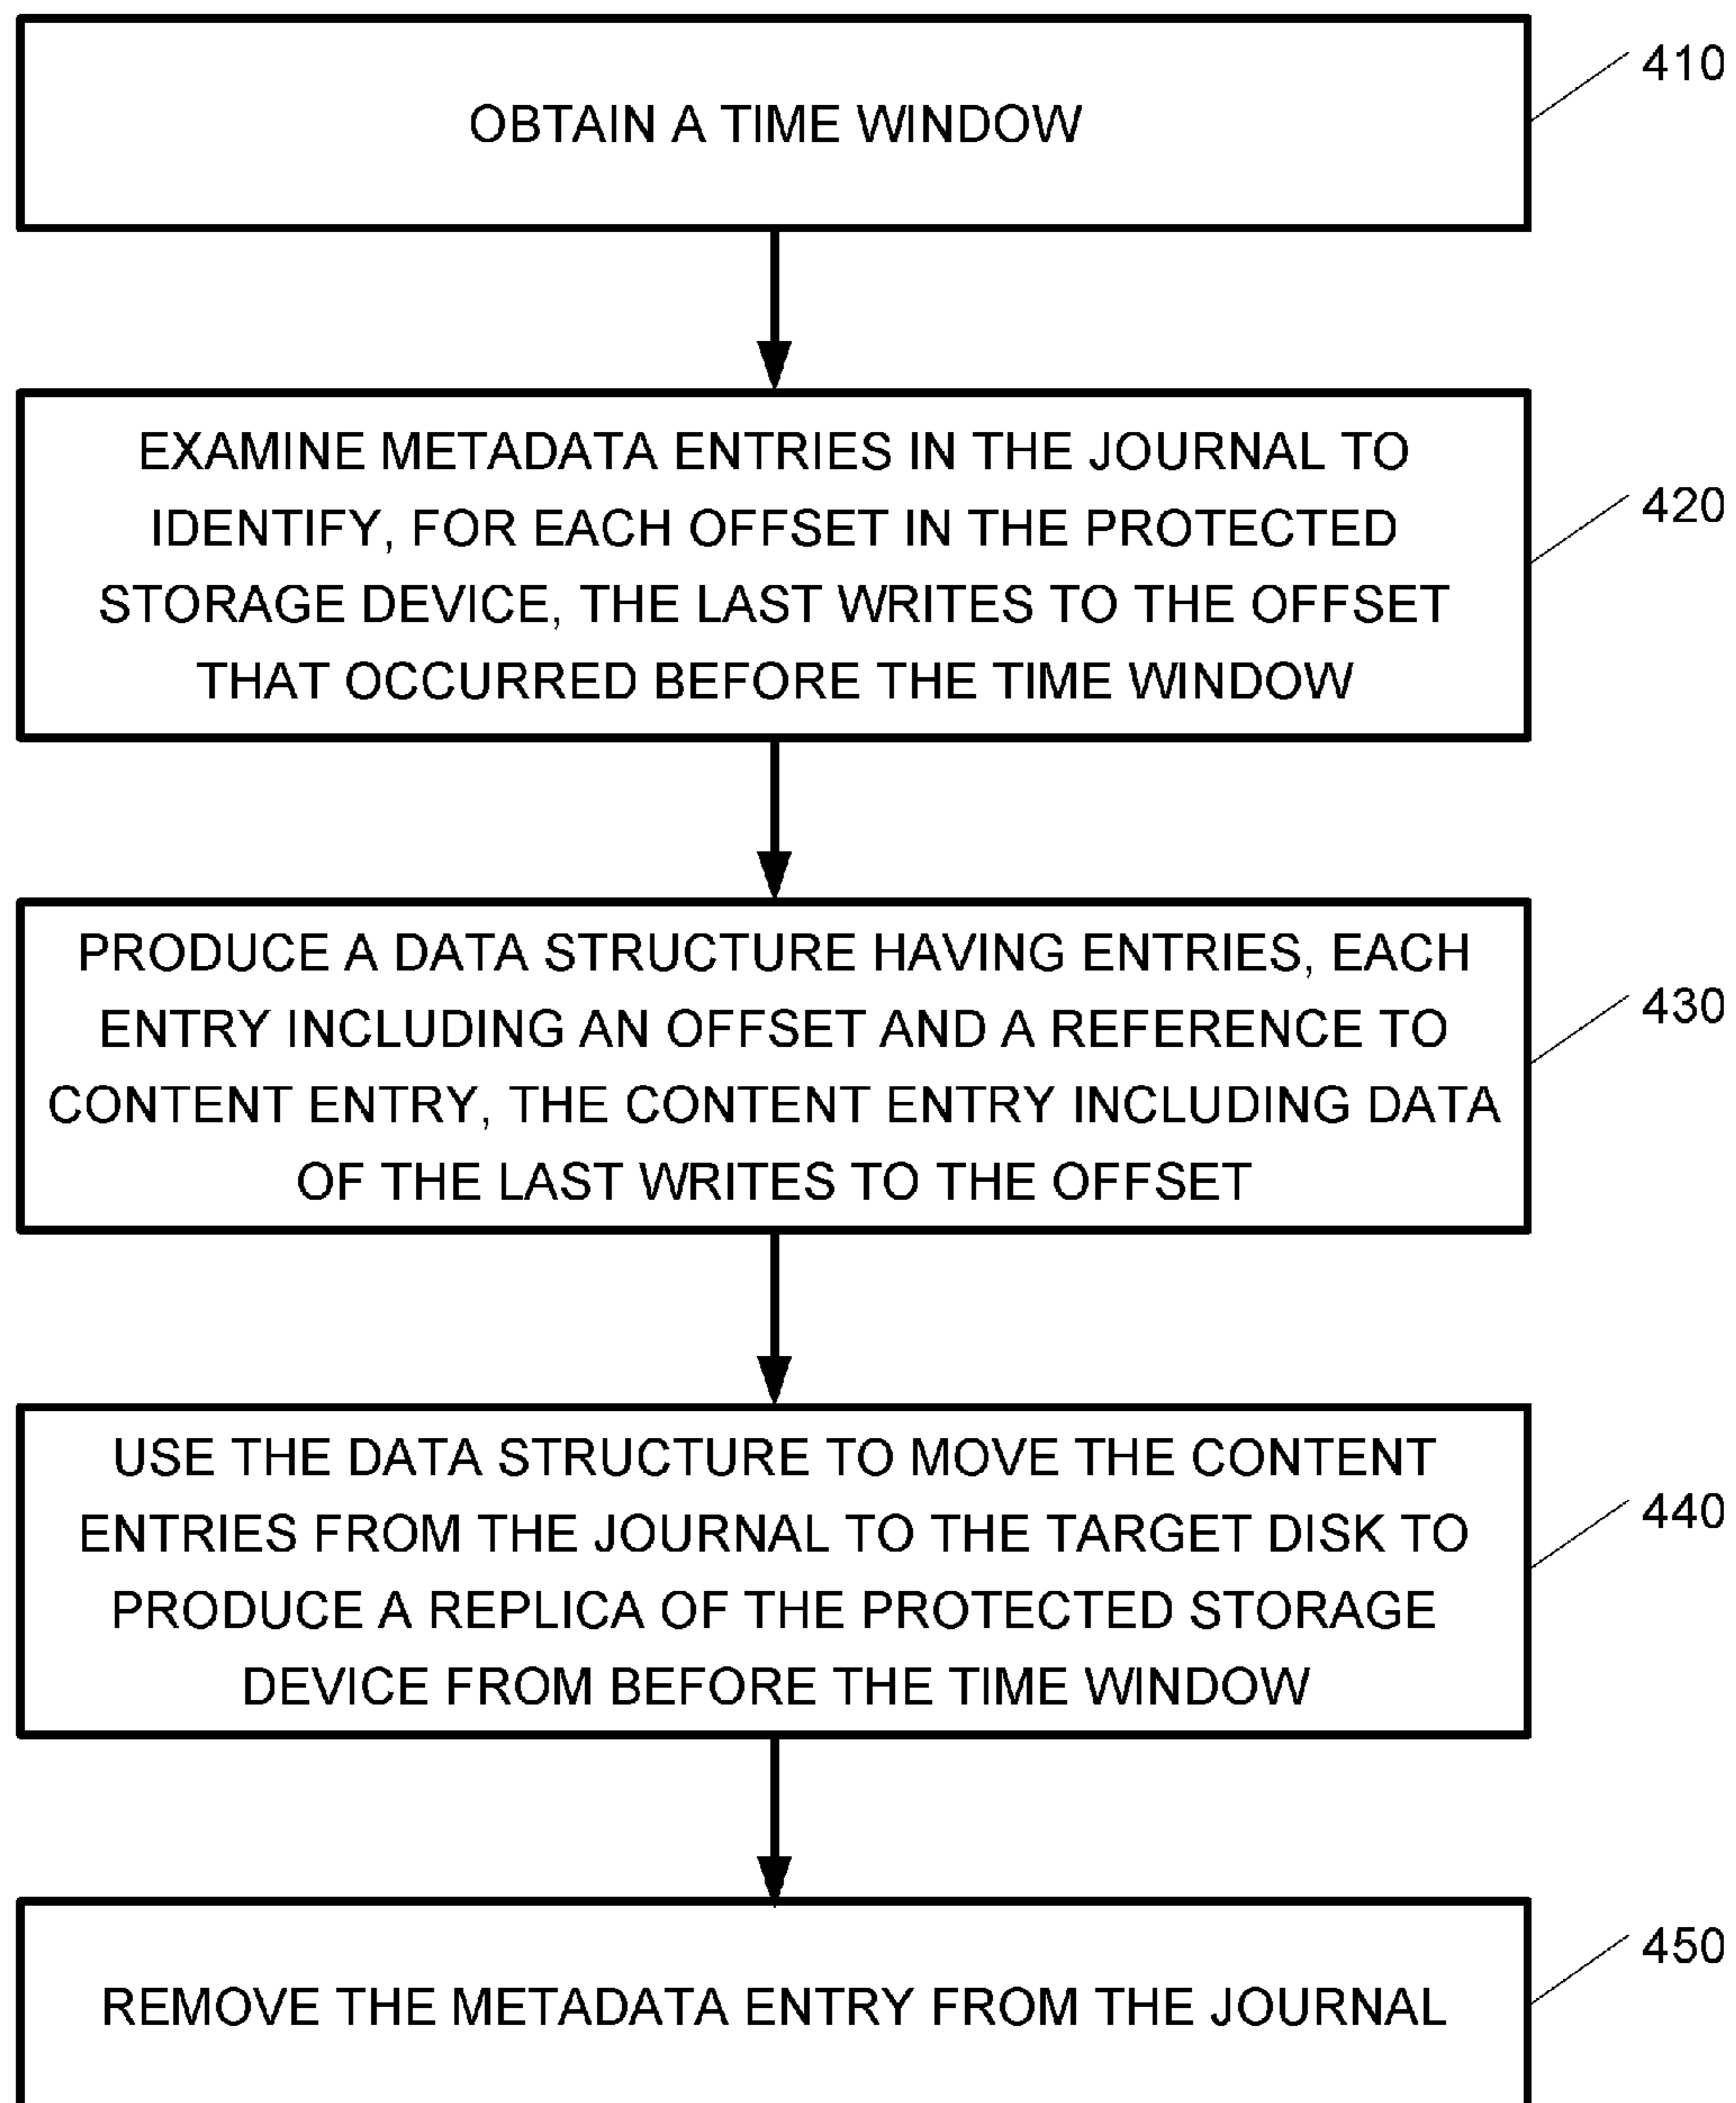 OBTAIN A TIME WINDOW
410
EXAMINE METADATA ENTRIES IN THE JOURNAL TO
IDENTIFY, FOR EACH OFFSET IN THE PROTECTED
STORAGE DEVICE, THE LAST WRITES TO THE OFFSET
THAT OCCURRED BEFORE THE TIME WINDOW
420
PRODUCE A DATA STRUCTURE HAVING ENTRIES, EACH
ENTRY INCLUDING AN OFFSET AND A REFERENCE TO
CONTENT ENTRY, THE CONTENT ENTRY INCLUDING DATA
OF THE LAST WRITES TO THE OFFSET
430
USE THE DATA STRUCTURE TO MOVE THE CONTENT
ENTRIES FROM THE JOURNAL TO THE TARGET DISK TO
PRODUCE A REPLICA OF THE PROTECTED STORAGE
DEVICE FROM BEFORE THE TIME WINDOW
440
REMOVE THE METADATA ENTRY FROM THE JOURNAL
450